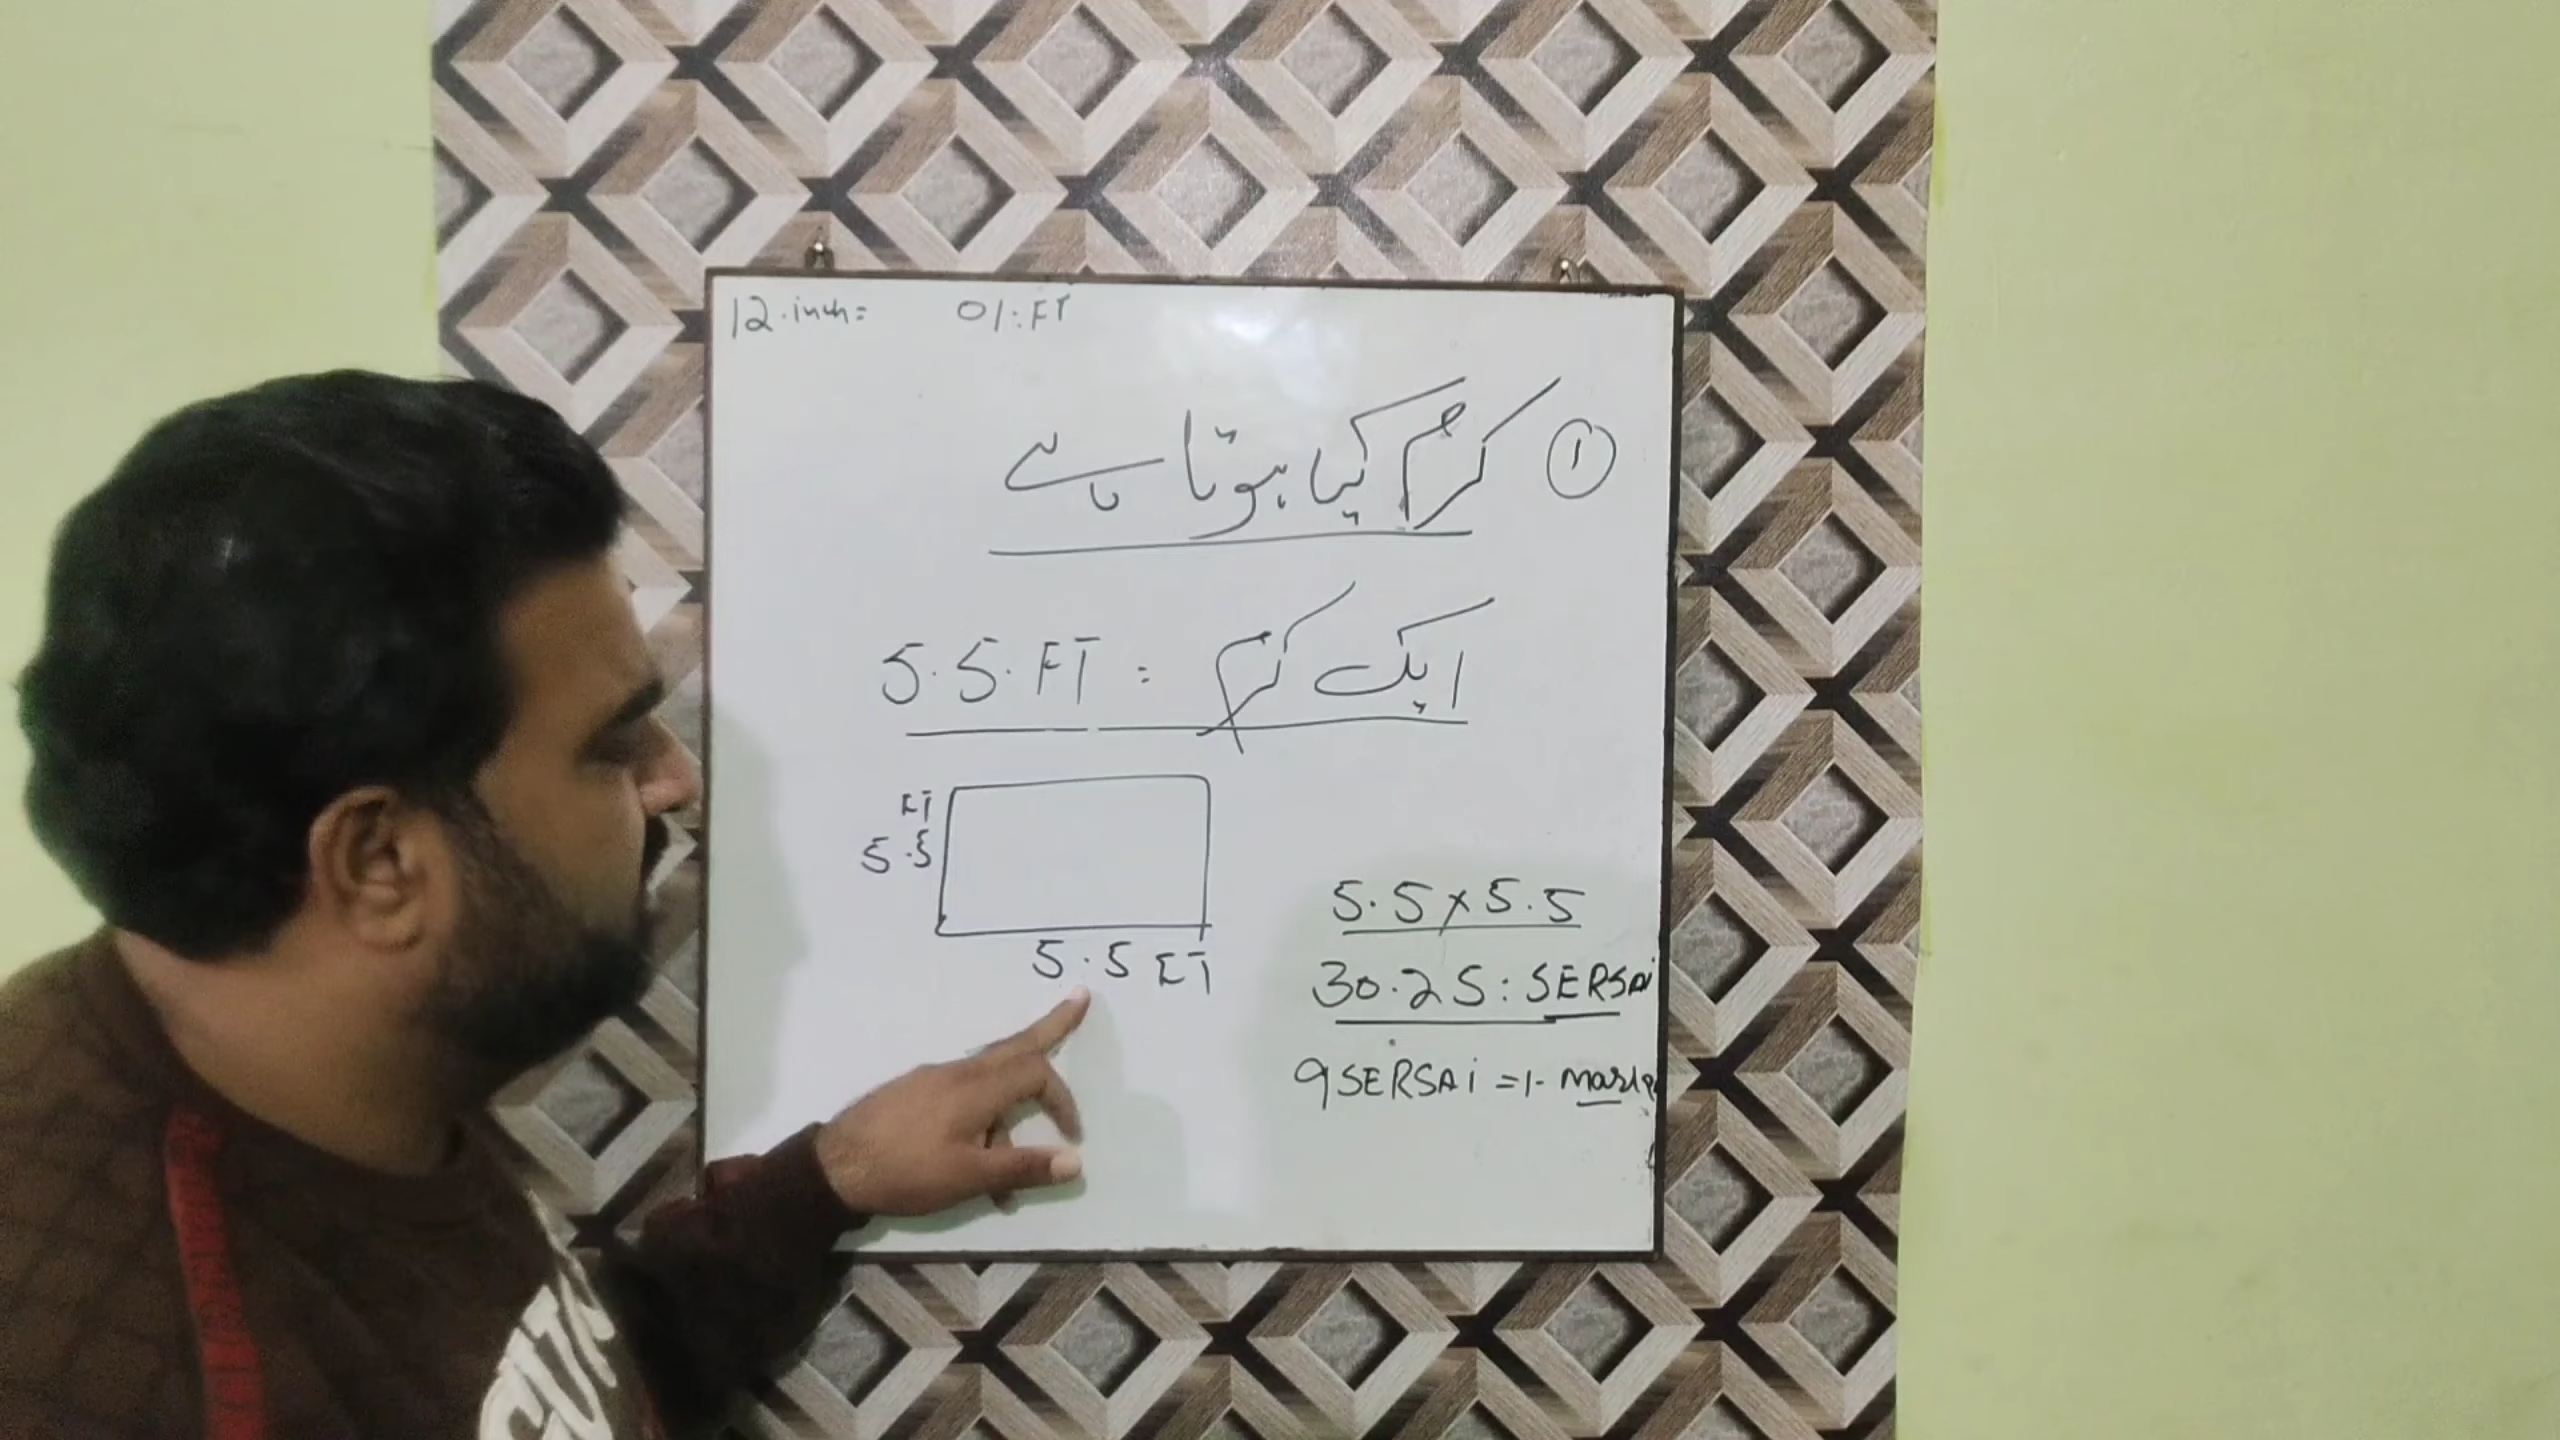 12.inch= 01:FT
① کرم کیا ہوتا ہے
ایک کرم : 5.5.FT
FT
5.5
5.5 FT
5.5x5.5
30.25:SERSAi
9SERSAi=1-marla